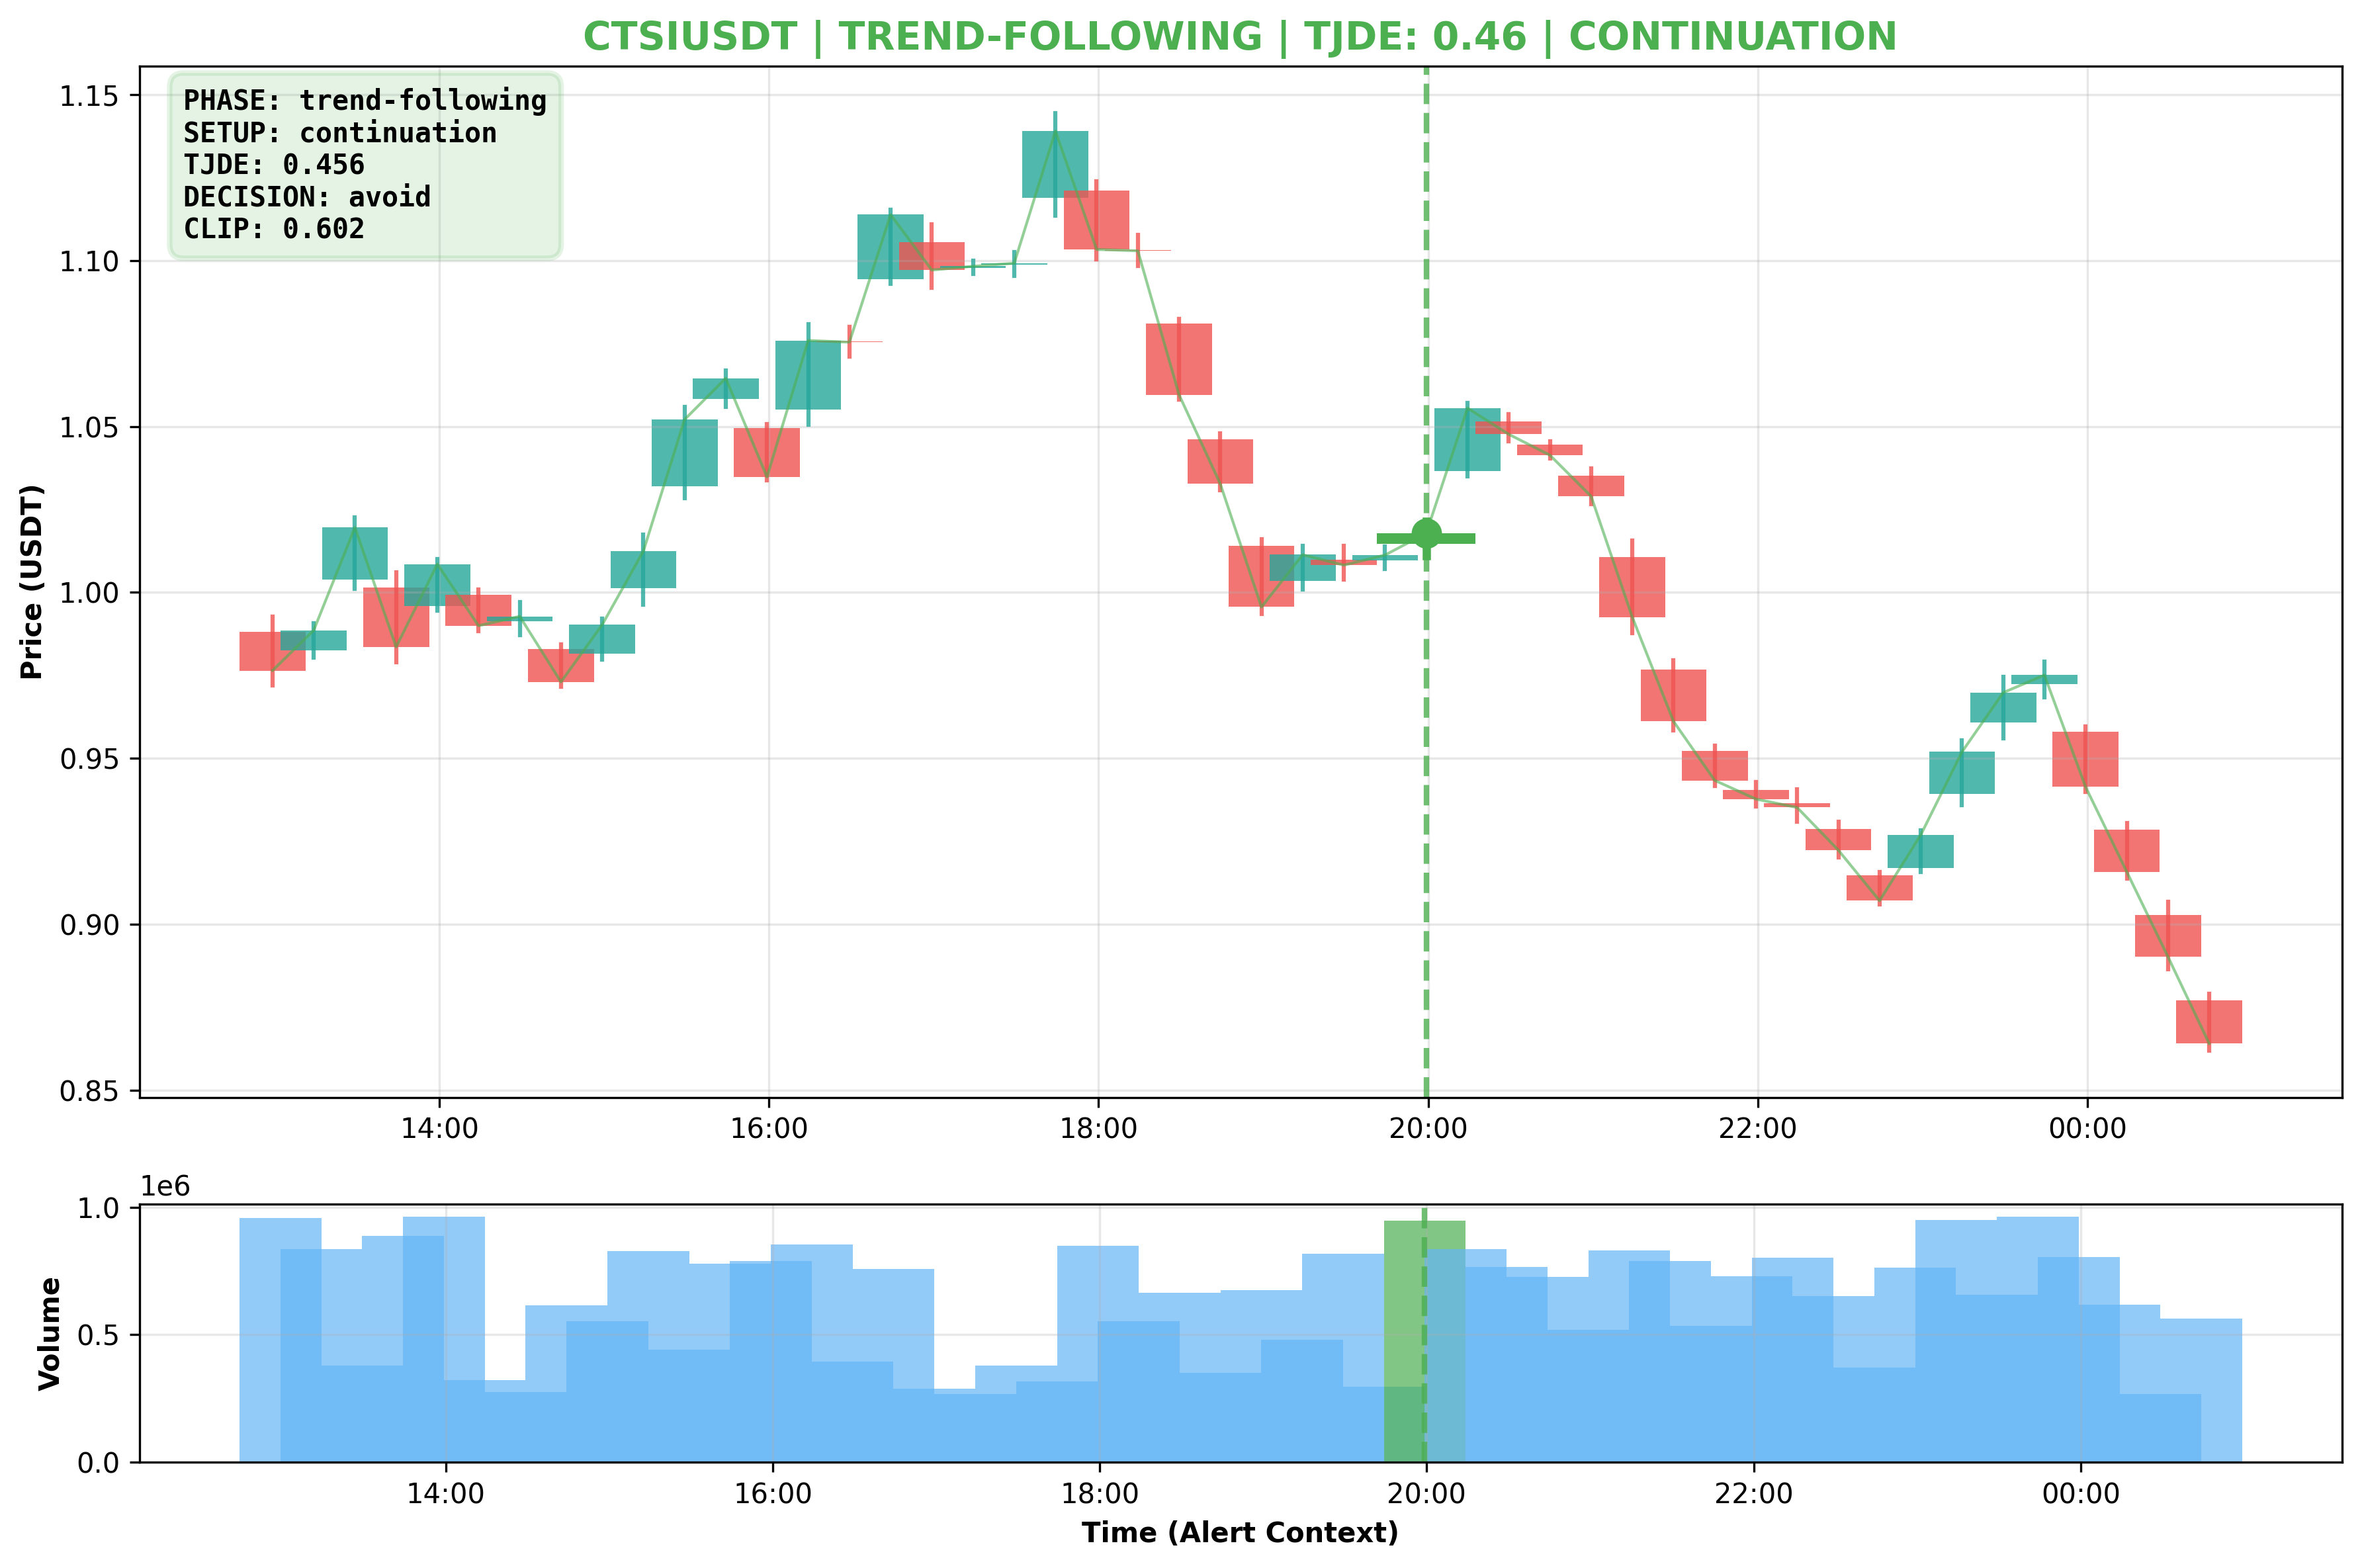 CTSIUSDT | TREND-FOLLOWING | TJDE: 0.46 | CONTINUATION
PHASE: trend-following
SETUP: continuation
TJDE: 0.456
DECISION: avoid
CLIP: 0.602
Price (USDT)
1.15
1.10
1.05
1.00
0.95
0.90
0.85
14:00 16:00 18:00 20:00 22:00 00:00
1e6
Volume
1.0
0.5
0.0
14:00 16:00 18:00 20:00 22:00 00:00
Time (Alert Context)